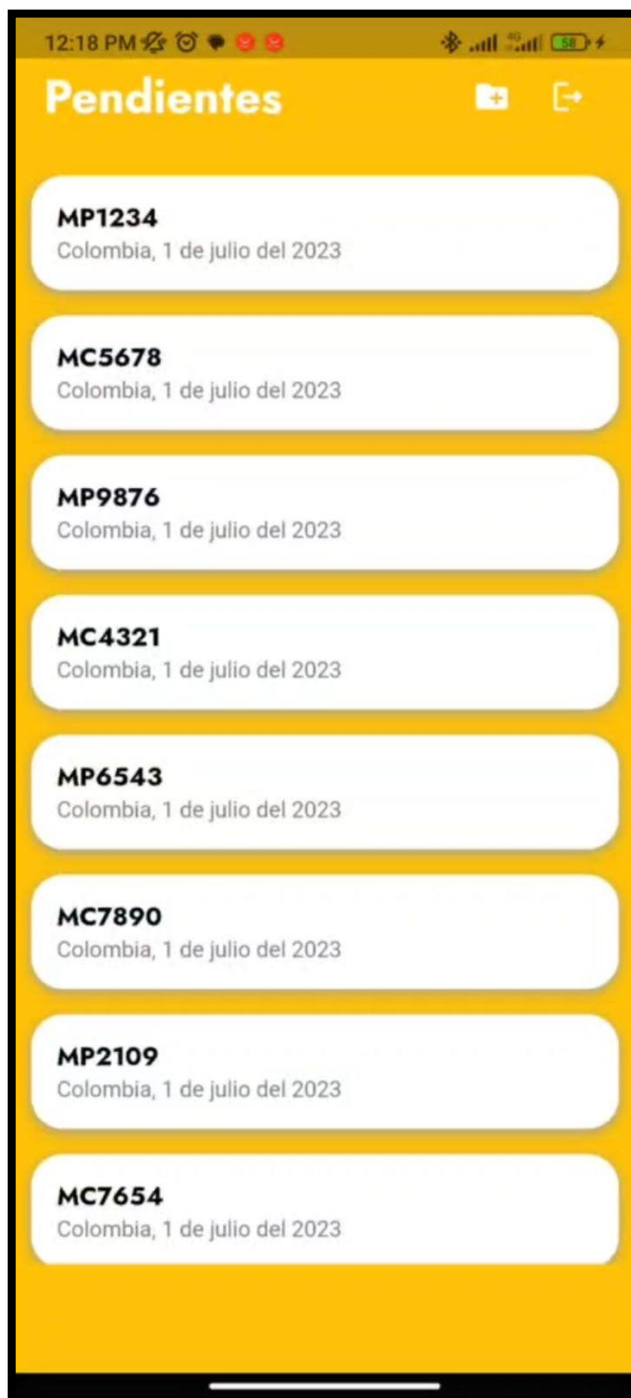 12:18 PM
4G
58
Pendientes
MP1234
Colombia, 1 de julio del 2023
MC5678
Colombia, 1 de julio del 2023
MP9876
Colombia, 1 de julio del 2023
MC4321
Colombia, 1 de julio del 2023
MP6543
Colombia, 1 de julio del 2023
MC7890
Colombia, 1 de julio del 2023
MP2109
Colombia, 1 de julio del 2023
MC7654
Colombia, 1 de julio del 2023